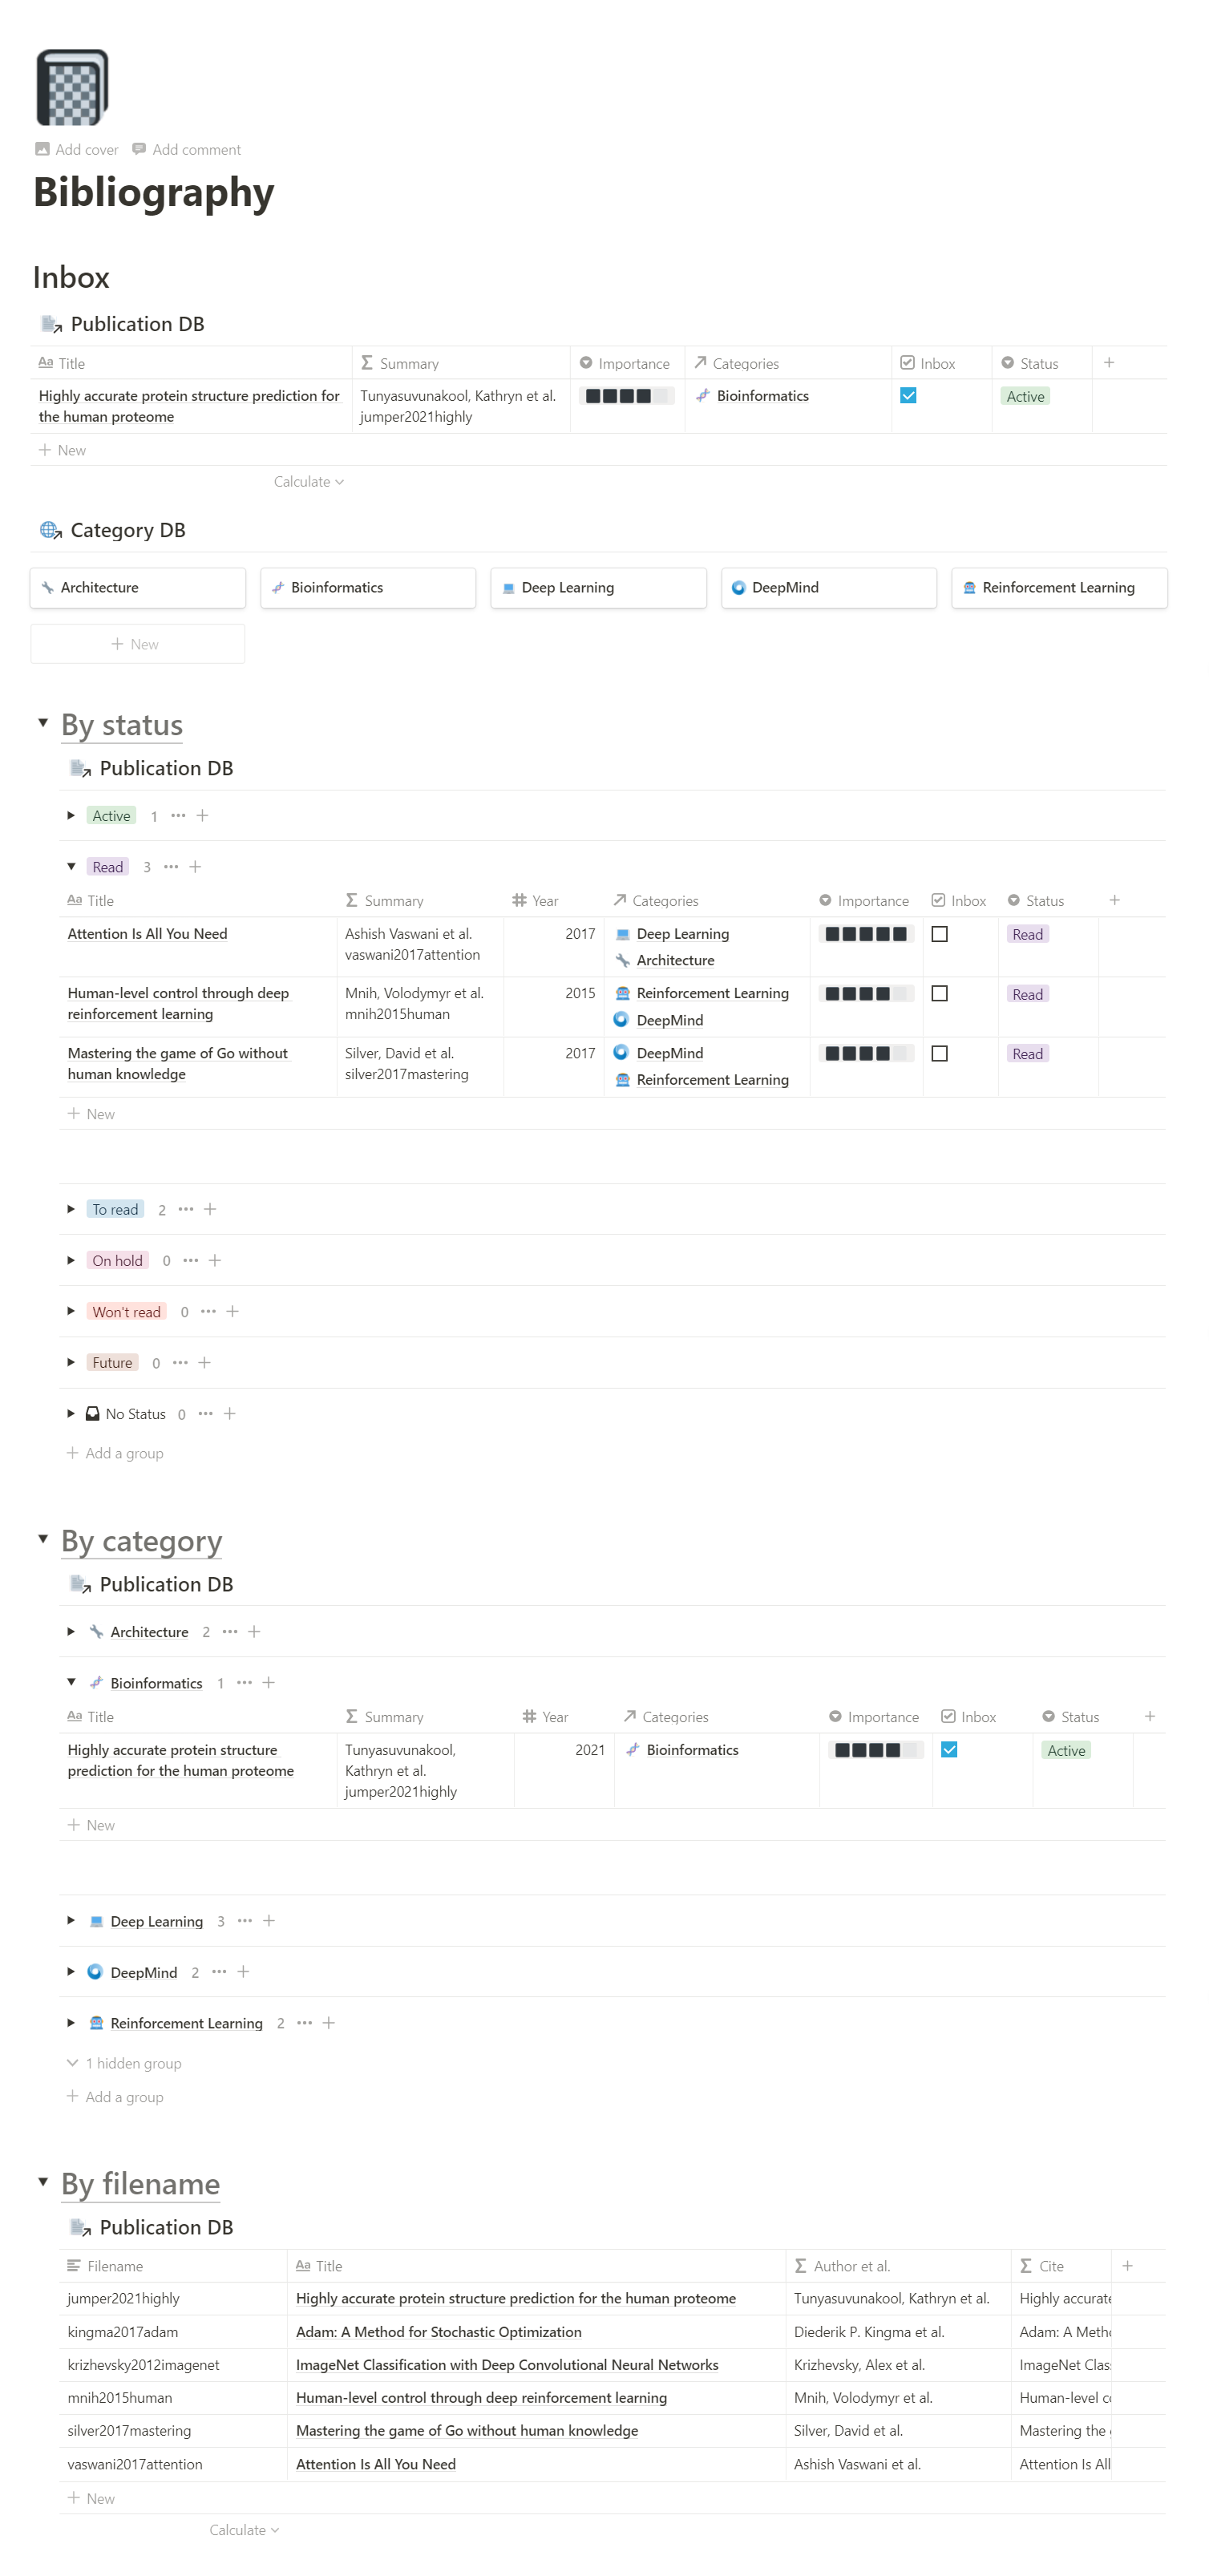 Add cover Add comment
Bibliography
Inbox
Publication DB
Aa Title Summary Importance Categories Inbox Status
Highly accurate protein structure prediction for Tunyasuvunakool, Kathryn et al. Bioinformatics Active
the human proteome jumper2021highly
New
Calculate
Category DB
Architecture Bioinformatics Deep Learning DeepMind Reinforcement Learning
New
By status
Publication DB
Active 1
Read 3
Aa Title Summary Year Categories Importance Inbox Status
Attention Is All You Need Ashish Vaswani et al. 2017 Deep Learning Read
vaswani2017attention Architecture
Human-level control through deep Mnih, Volodymyr et al. 2015 Reinforcement Learning Read
reinforcement learning mnih2015human DeepMind
Mastering the game of Go without Silver, David et al. 2017 DeepMind Read
human knowledge silver2017mastering Reinforcement Learning
New
To read 2
On hold 0
Won't read 0
Future 0
No Status 0
Add a group
By category
Publication DB
Architecture 2
Bioinformatics 1
Aa Title Summary Year Categories Importance Inbox Status
Highly accurate protein structure Tunyasuvunakool, 2021 Bioinformatics Active
prediction for the human proteome Kathryn et al.
jumper2021highly
New
Deep Learning 3
DeepMind 2
Reinforcement Learning 2
1 hidden group
Add a group
By filename
Publication DB
Filename Aa Title Author et al. Cite
jumper2021highly Highly accurate protein structure prediction for the human proteome Tunyasuvunakool, Kathryn et al. Highly accurate
kingma2017adam Adam: A Method for Stochastic Optimization Diederik P. Kingma et al. Adam: A Metho
krizhevsky2012imagenet ImageNet Classification with Deep Convolutional Neural Networks Krizhevsky, Alex et al. ImageNet Clas
mnih2015human Human-level control through deep reinforcement learning Mnih, Volodymyr et al. Human-level co
silver2017mastering Mastering the game of Go without human knowledge Silver, David et al. Mastering the
vaswani2017attention Attention Is All You Need Ashish Vaswani et al. Attention Is All
New
Calculate